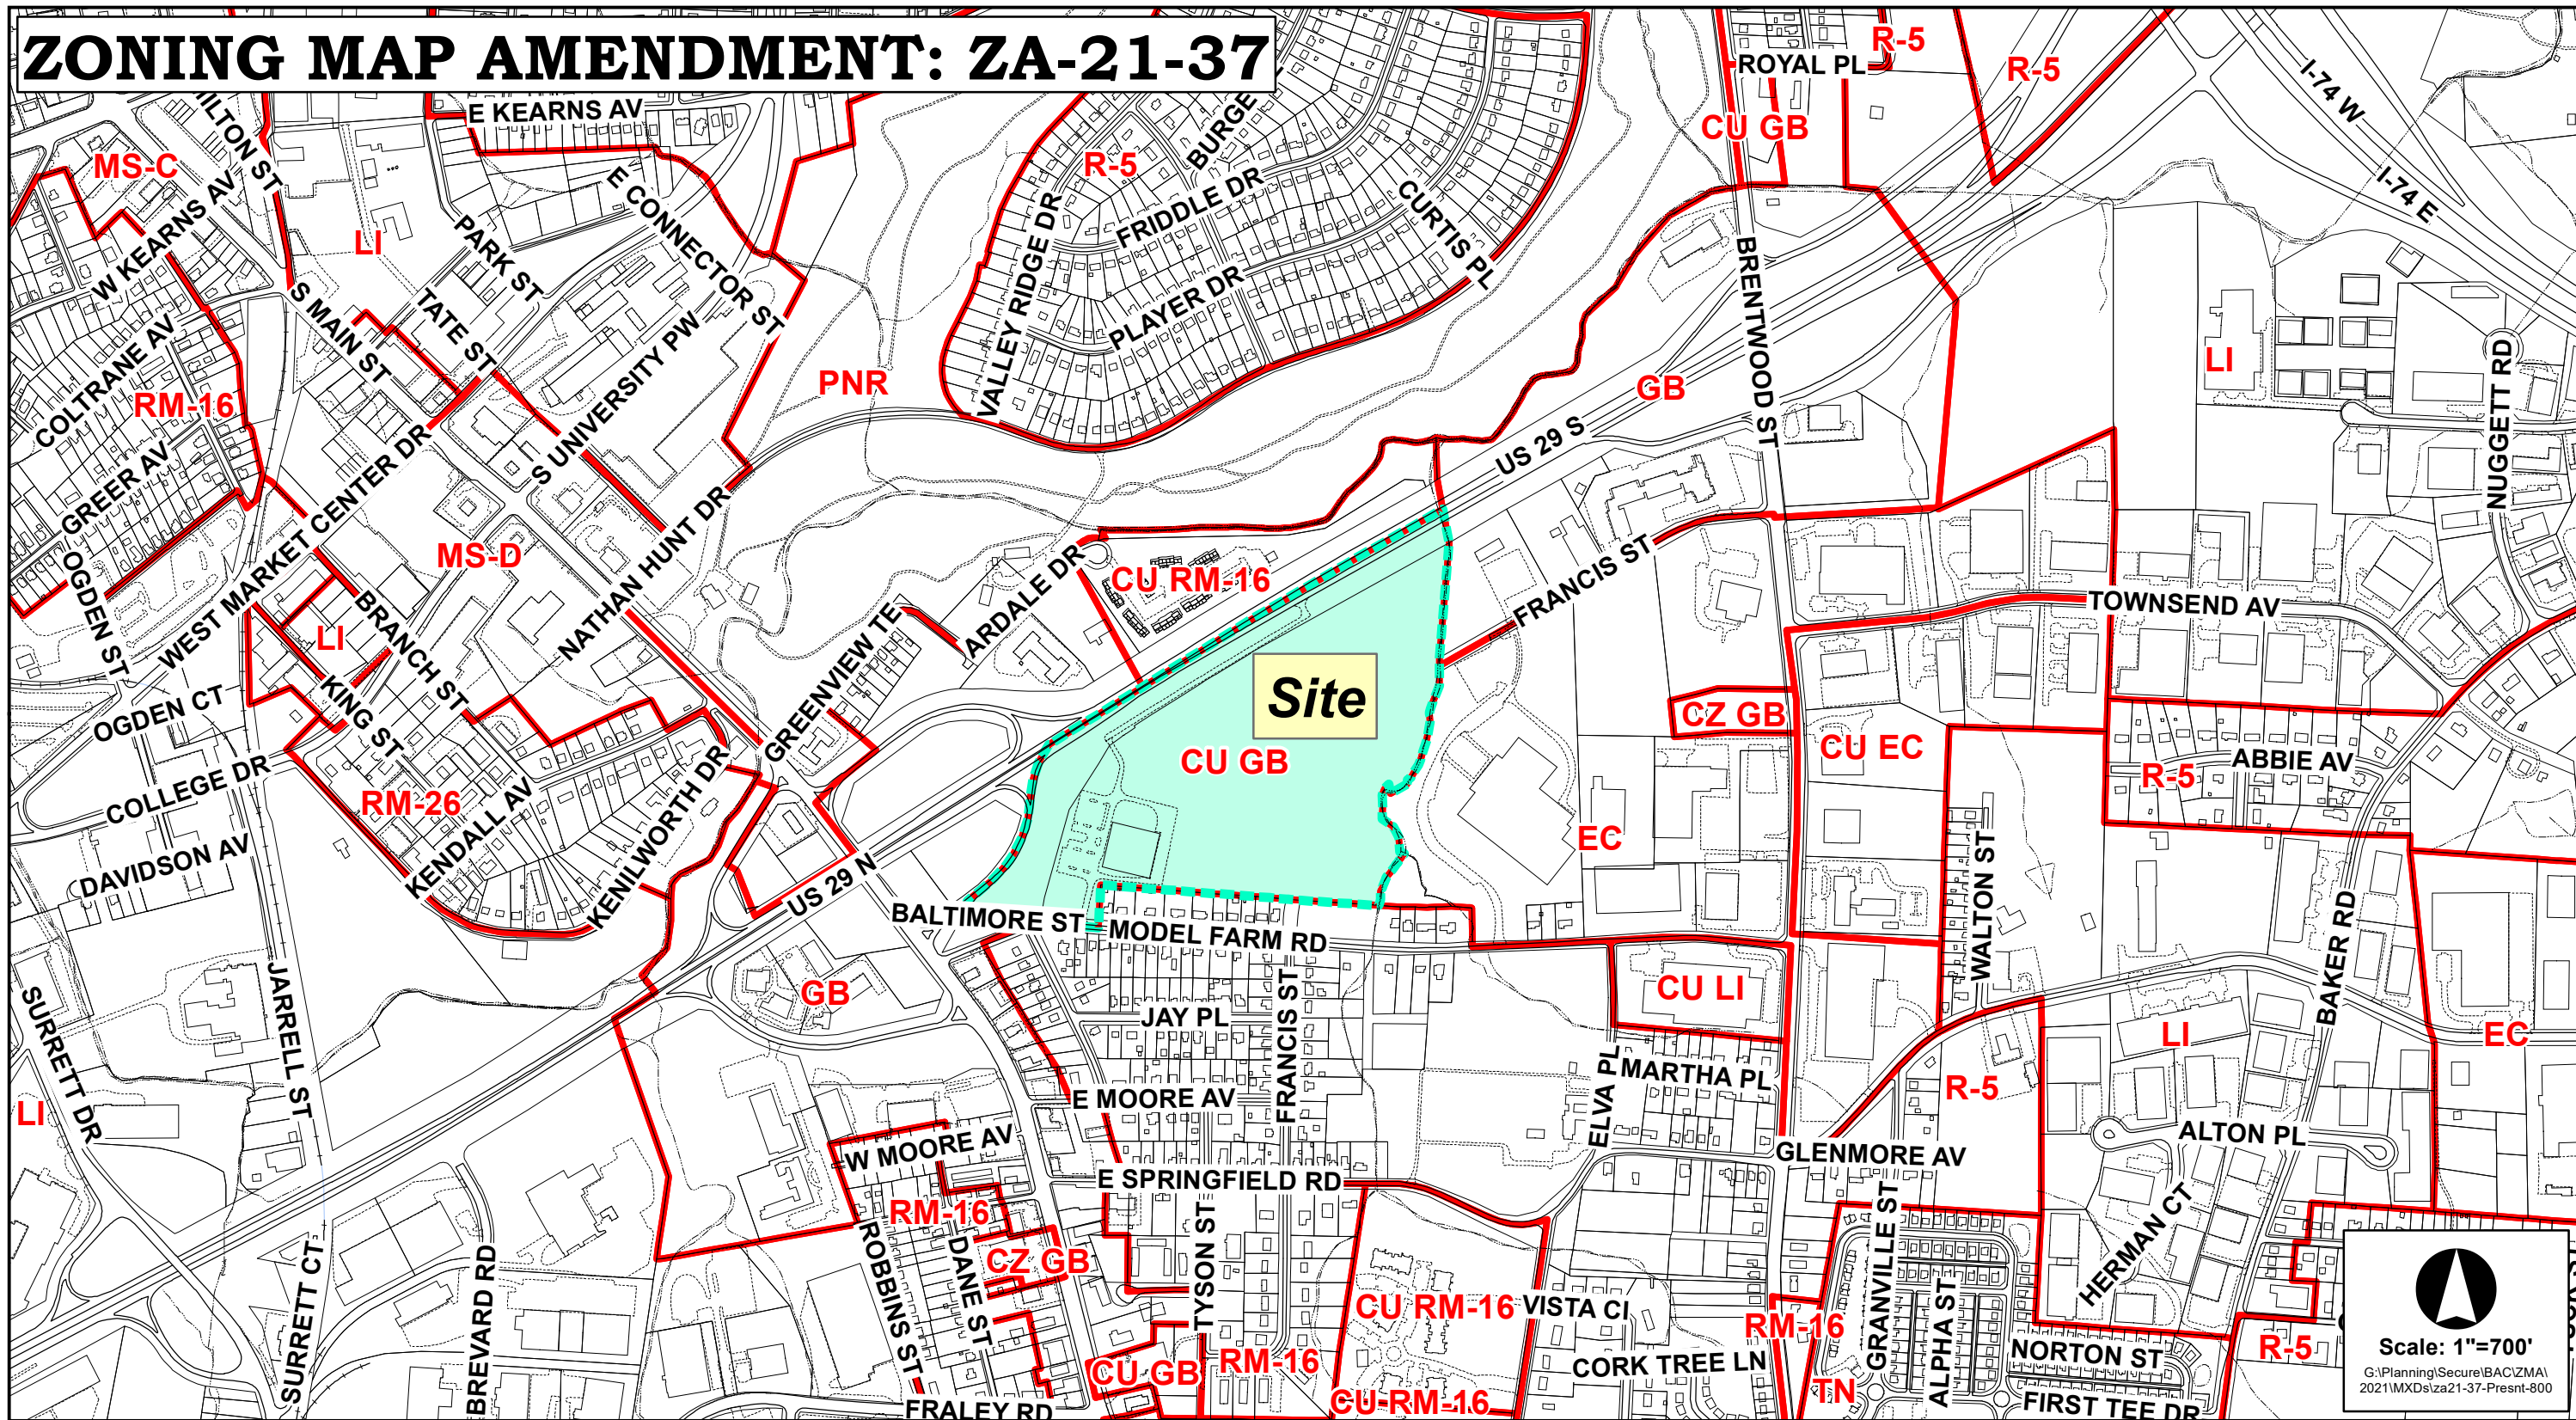 ZONING MAP AMENDMENT: ZA-21-37
ROYAL PL
R-5
R-5
I-74 W
I-74 E
CU GB
E KEARNS AV
MILTON ST
MS-C
W KEARNS AV
LI
PARK ST
E CONNECTOR ST
R-5
FRIDDLE DR
CURTIS PL
VALLEY RIDGE DR
PLAYER DR
BRENTWOOD ST
S MAIN ST
TATE ST
S UNIVERSITY PW
COLTRANE AV
RM-16
PNR
GB
LI
NUGGETT RD
US 29 S
GREER AV
OGDEN ST
WEST MARKET CENTER DR
MS-D
NATHAN HUNT DR
ARDALE DR
CU RM-16
FRANCIS ST
TOWNSEND AV
LI
BRANCH ST
KING ST
GREENVIEW TE
Site
CU GB
CZ GB
CU EC
ABBIE AV
R-5
OGDEN CT
COLLEGE DR
DAVIDSON AV
RM-26
KENDALL AV
KENILWORTH DR
US 29 N
EC
WALTON ST
BALTIMORE ST
MODEL FARM RD
BAKER RD
CU LI
GB
JAY PL
FRANCIS ST
JARRELL ST
SURRETT DR
LI
LI
EC
E MOORE AV
ELVA PL
MARTHA PL
R-5
W MOORE AV
GLENMORE AV
ALTON PL
E SPRINGFIELD RD
RM-16
ROBBINS ST
DANE ST
CZ GB
TYSON ST
CU RM-16
VISTA CI
RM-16
GRANVILLE ST
ALPHA ST
HERMAN CT
SURRETT CT
BREVARD RD
CU GB
RM-16
CORK TREE LN
NORTON ST
R-5
CU RM-16
TN
FRALEY RD
FIRST TEE DR
Scale: 1"=700'
G:\Planning\Secure\BAC\ZMA\
2021\MXDs\za21-37-Presnt-800